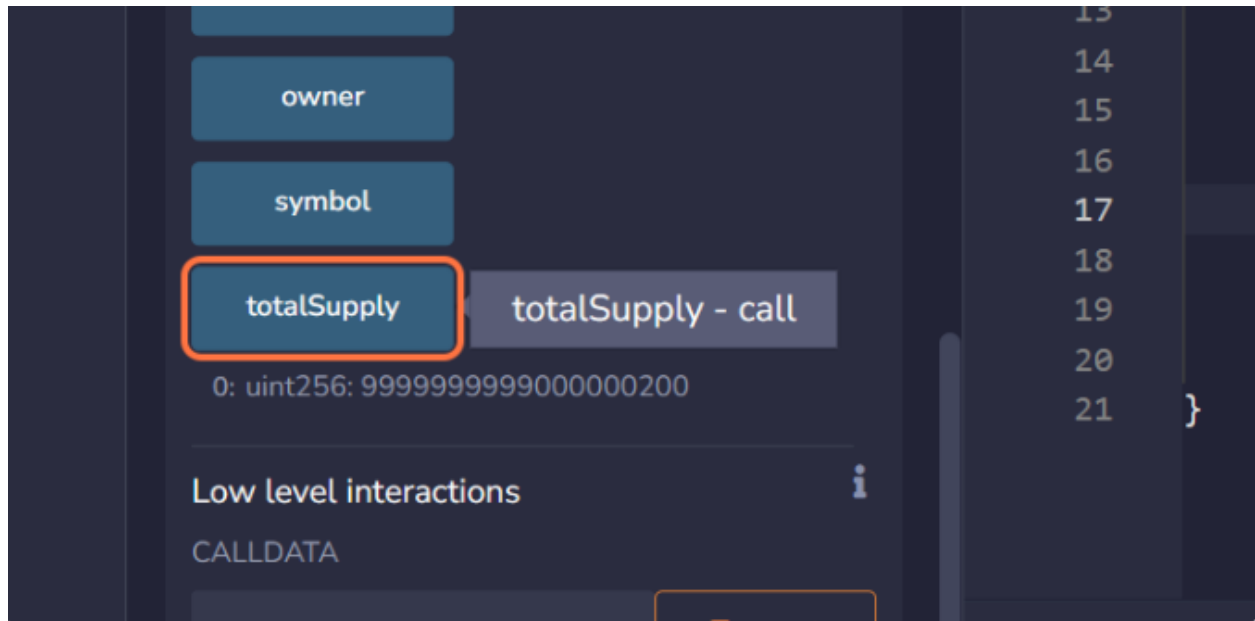 13
owner
14
15
symbol
16
17
18
totalSupply
totalSupply - call
19
0: uint256: 9999999999000000200
20
21
}
Low level interactions
i
CALLDATA